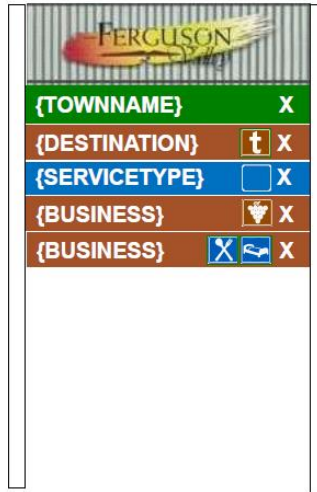 FERGUSON
Valley
{TOWNNAME} X
{DESTINATION} t X
{SERVICETYPE} X
{BUSINESS} X
{BUSINESS} X